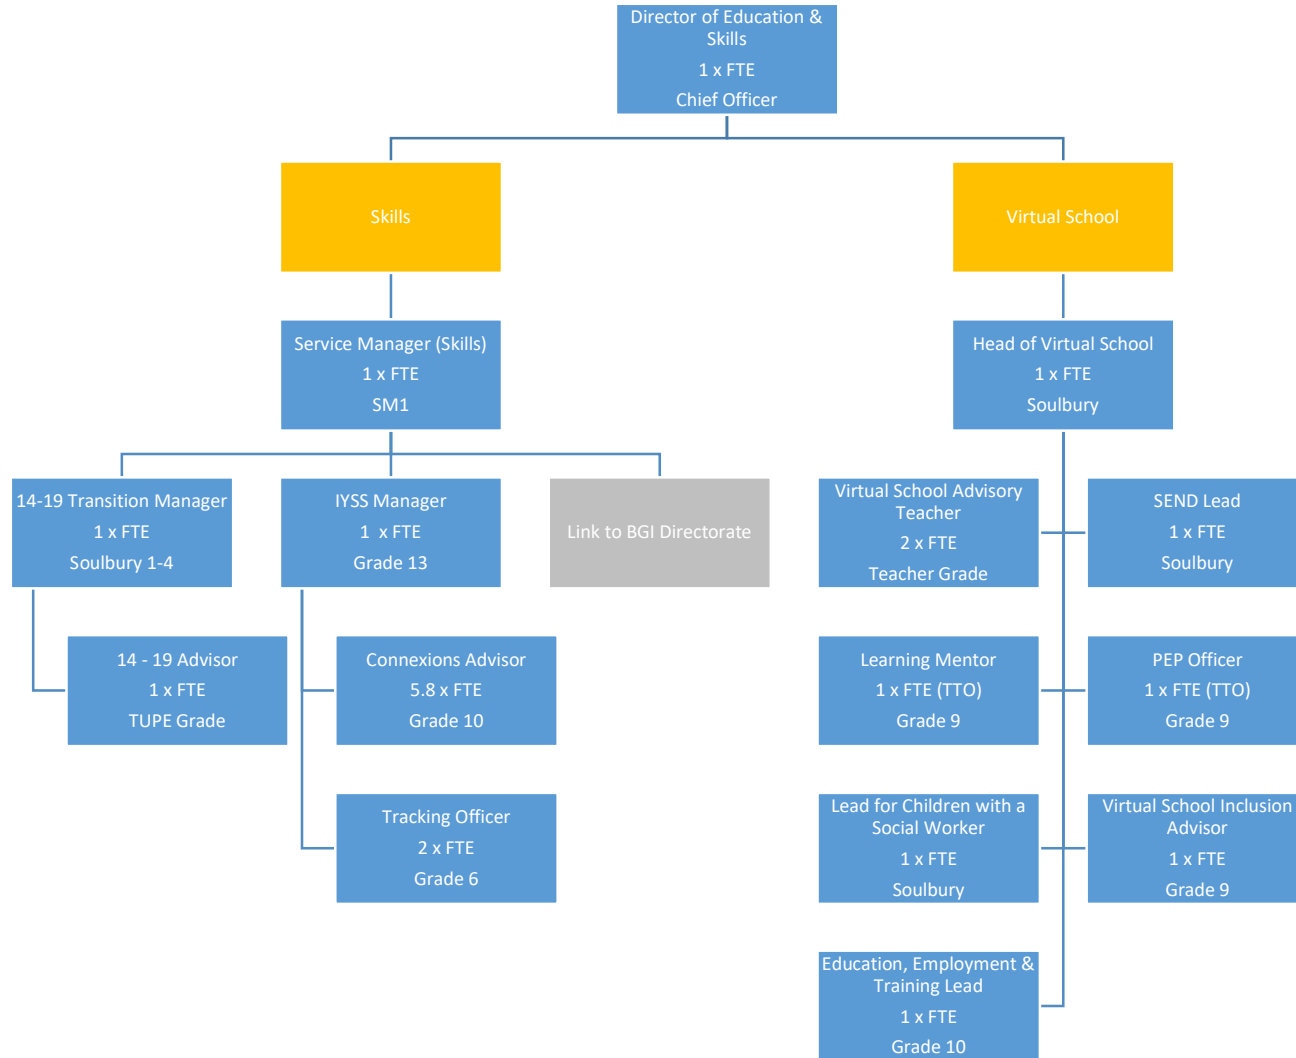 Director of Education &
Skills
1 x FTE
Chief Officer
Skills
Virtual School
Service Manager (Skills)
1 x FTE
SM1
Head of Virtual School
1 x FTE
Soulbury
14-19 Transition Manager
1 x FTE
Soulbury 1-4
IYSS Manager
1 x FTE
Grade 13
Link to BGI Directorate
Virtual School Advisory
Teacher
2 x FTE
Teacher Grade
SEND Lead
1 x FTE
Soulbury
14 - 19 Advisor
1 x FTE
TUPE Grade
Connexions Advisor
5.8 x FTE
Grade 10
Learning Mentor
1 x FTE (TTO)
Grade 9
PEP Officer
1 x FTE (TTO)
Grade 9
Tracking Officer
2 x FTE
Grade 6
Lead for Children with a
Social Worker
1 x FTE
Soulbury
Virtual School Inclusion
Advisor
1 x FTE
Grade 9
Education, Employment &
Training Lead
1 x FTE
Grade 10